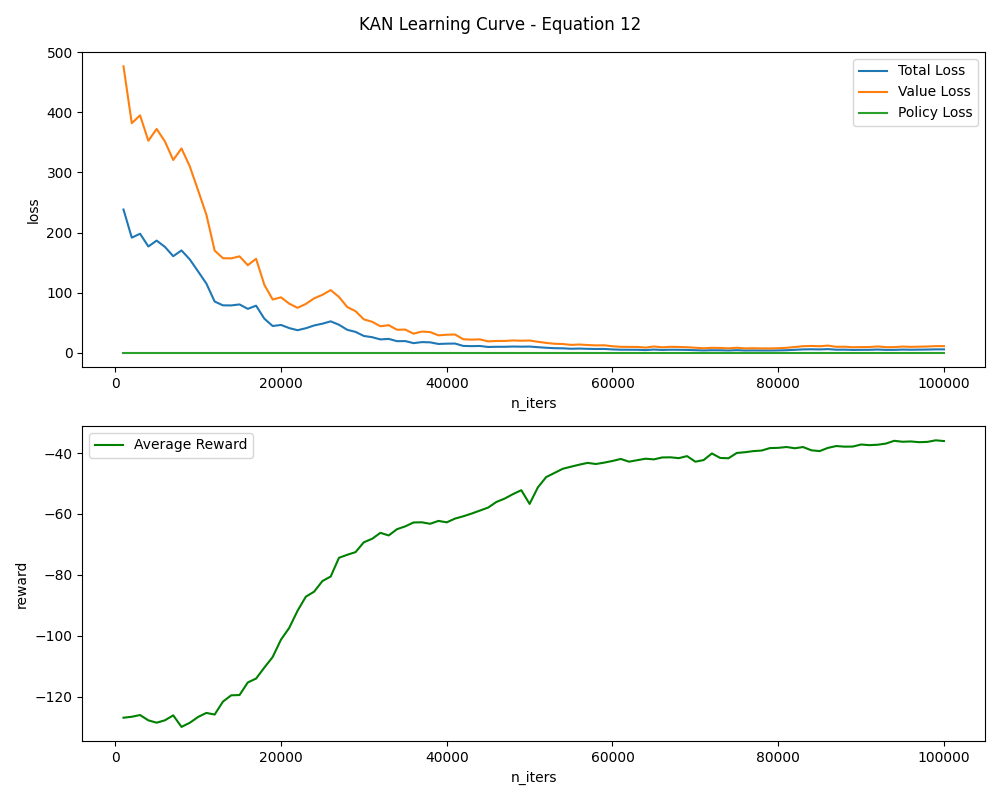 KAN Learning Curve - Equation 12
500
400
300
200
100
0
loss
Total Loss
Value Loss
Policy Loss
0 20000 40000 60000 80000 100000
n_iters
−40
−60
−80
−100
−120
reward
Average Reward
0 20000 40000 60000 80000 100000
n_iters